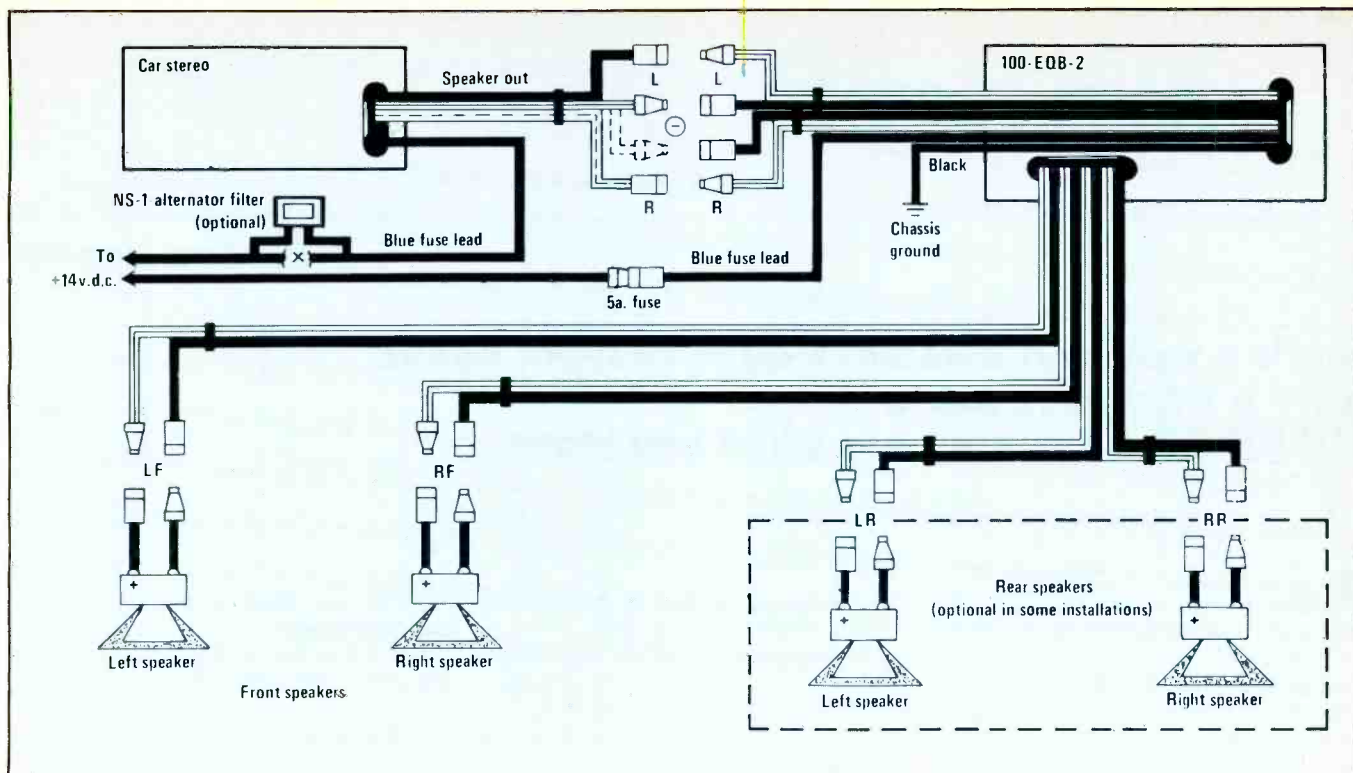 Car stereo
Speaker out
L
L
100-EQB-2
−
R
R
Black
NS-1 alternator filter
(optional)
Blue fuse lead
Chassis
ground
To
+14v.d.c.
Blue fuse lead
5a. fuse
LF
RF
LR
RR
+
+
+
+
Rear speakers
(optional in some installations)
Left speaker
Right speaker
Front speakers
Left speaker
Right speaker